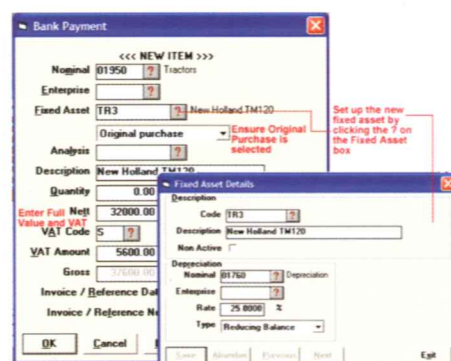 Bank Payment
<<< NEW ITEM >>>
Nominal 01950 ? Tractors
Enterprise ?
Fixed Asset TR3 ? New Holland TM120
Original purchase
Ensure Original Purchase is selected
Set up the new fixed asset by clicking the ? on the Fixed Asset box
Analysis ?
Description New Holland TM120
Quantity 0.00
Enter Full Value and VAT
Nett 32000.00
VAT Code S ?
VAT Amount 5600.00
Gross 37600.00
Invoice / Reference Dat
Invoice / Reference N
OK Cancel
Fixed Asset Details
Description
Code TR3 ?
Description New Holland TM120
Non Active
Depreciation
Nominal 01760 ? Depreciation
Enterprise ?
Rate 25.0000 %
Type Reducing Balance
Save Abandon Previous Next Exit